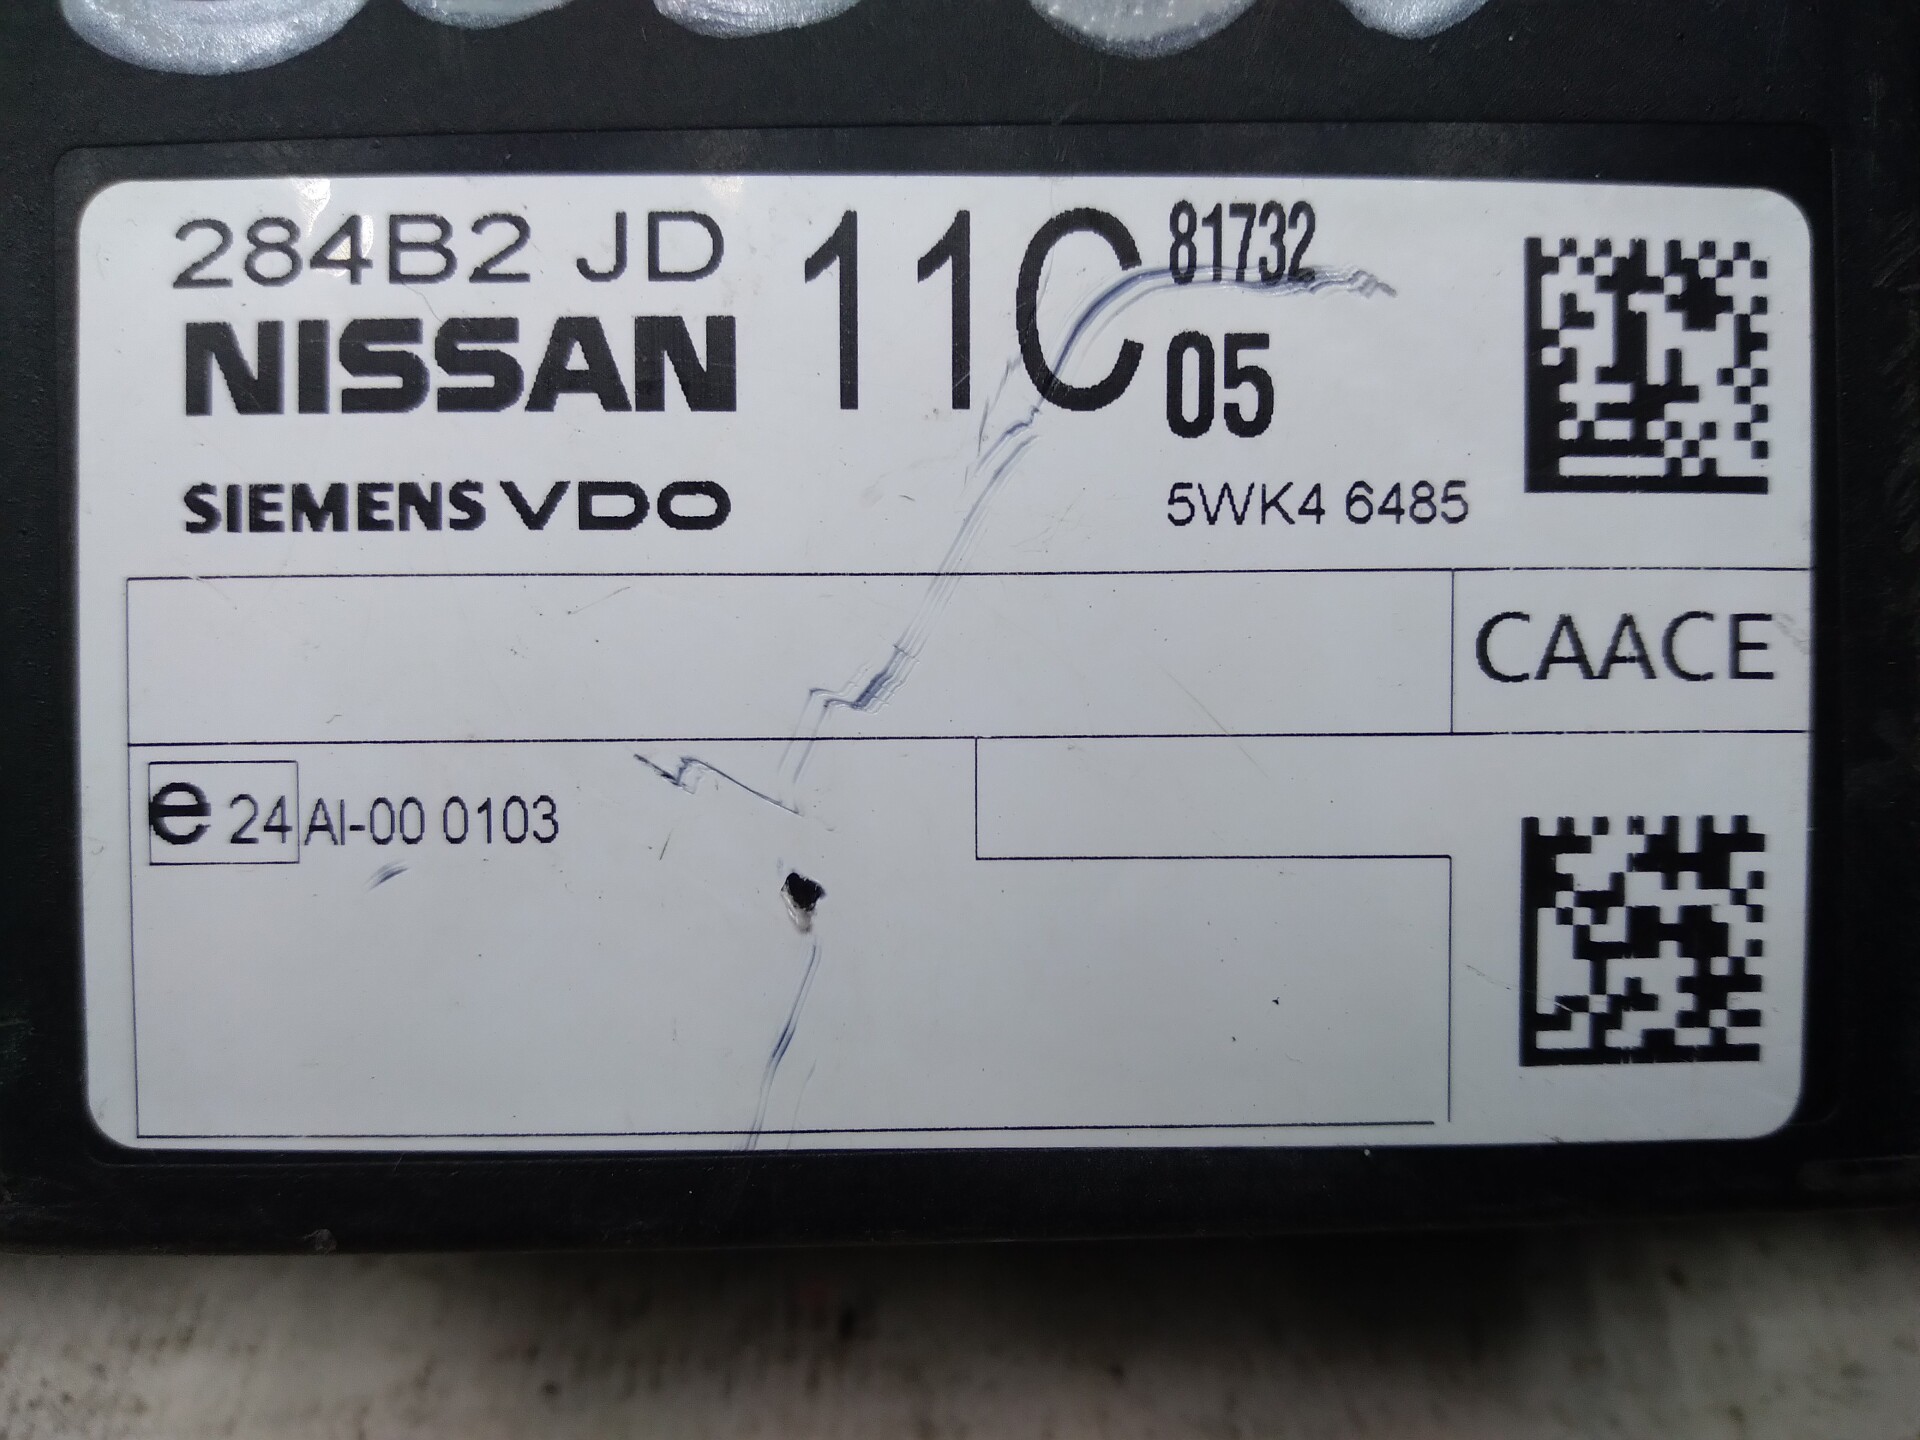 284B2 JD 11C 81732
NISSAN 05
SIEMENS VDO 5WK4 6485
CAACE
e 24 AI-00 0103